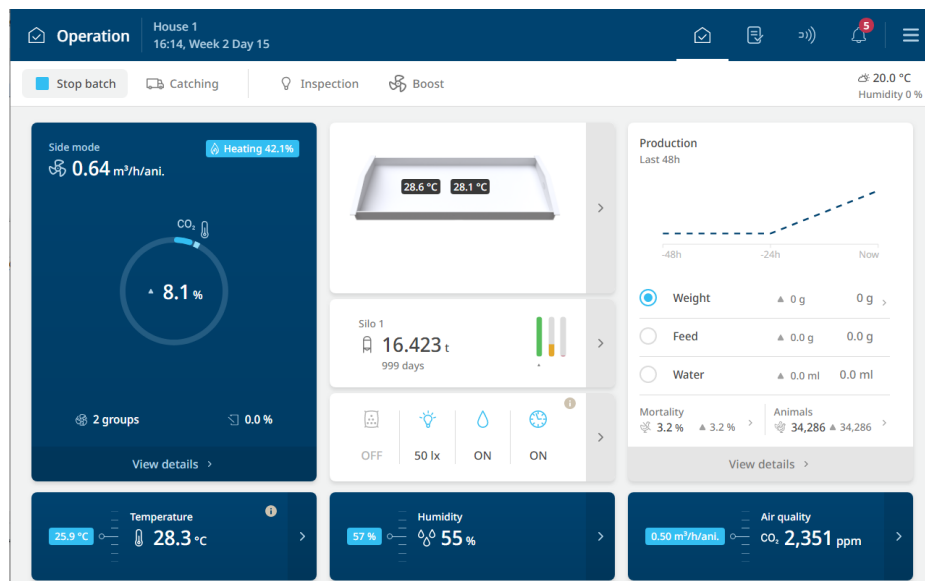 Operation
House 1
16:14, Week 2 Day 15
5
Stop batch
Catching
Inspection
Boost
20.0 °C
Humidity 0 %
Side mode
0.64 m³/h/ani.
Heating 42.1%
CO₂
▲ 8.1 %
2 groups
0.0 %
View details >
28.6 °C 28.1 °C
>
Silo 1
16.423 t
999 days
>
OFF
50 lx
ON
ON
i
>
Production
Last 48h
-48h -24h Now
Weight ▲ 0 g 0 g >
Feed ▲ 0.0 g 0.0 g
Water ▲ 0.0 ml 0.0 ml
Mortality
3.2 % ▲ 3.2 % >
Animals
34,286 ▲ 34,286 >
View details >
Temperature
i
25.9 °C
28.3 °C
>
Humidity
57 %
55 %
>
Air quality
0.50 m³/h/ani.
CO₂ 2,351 ppm
>